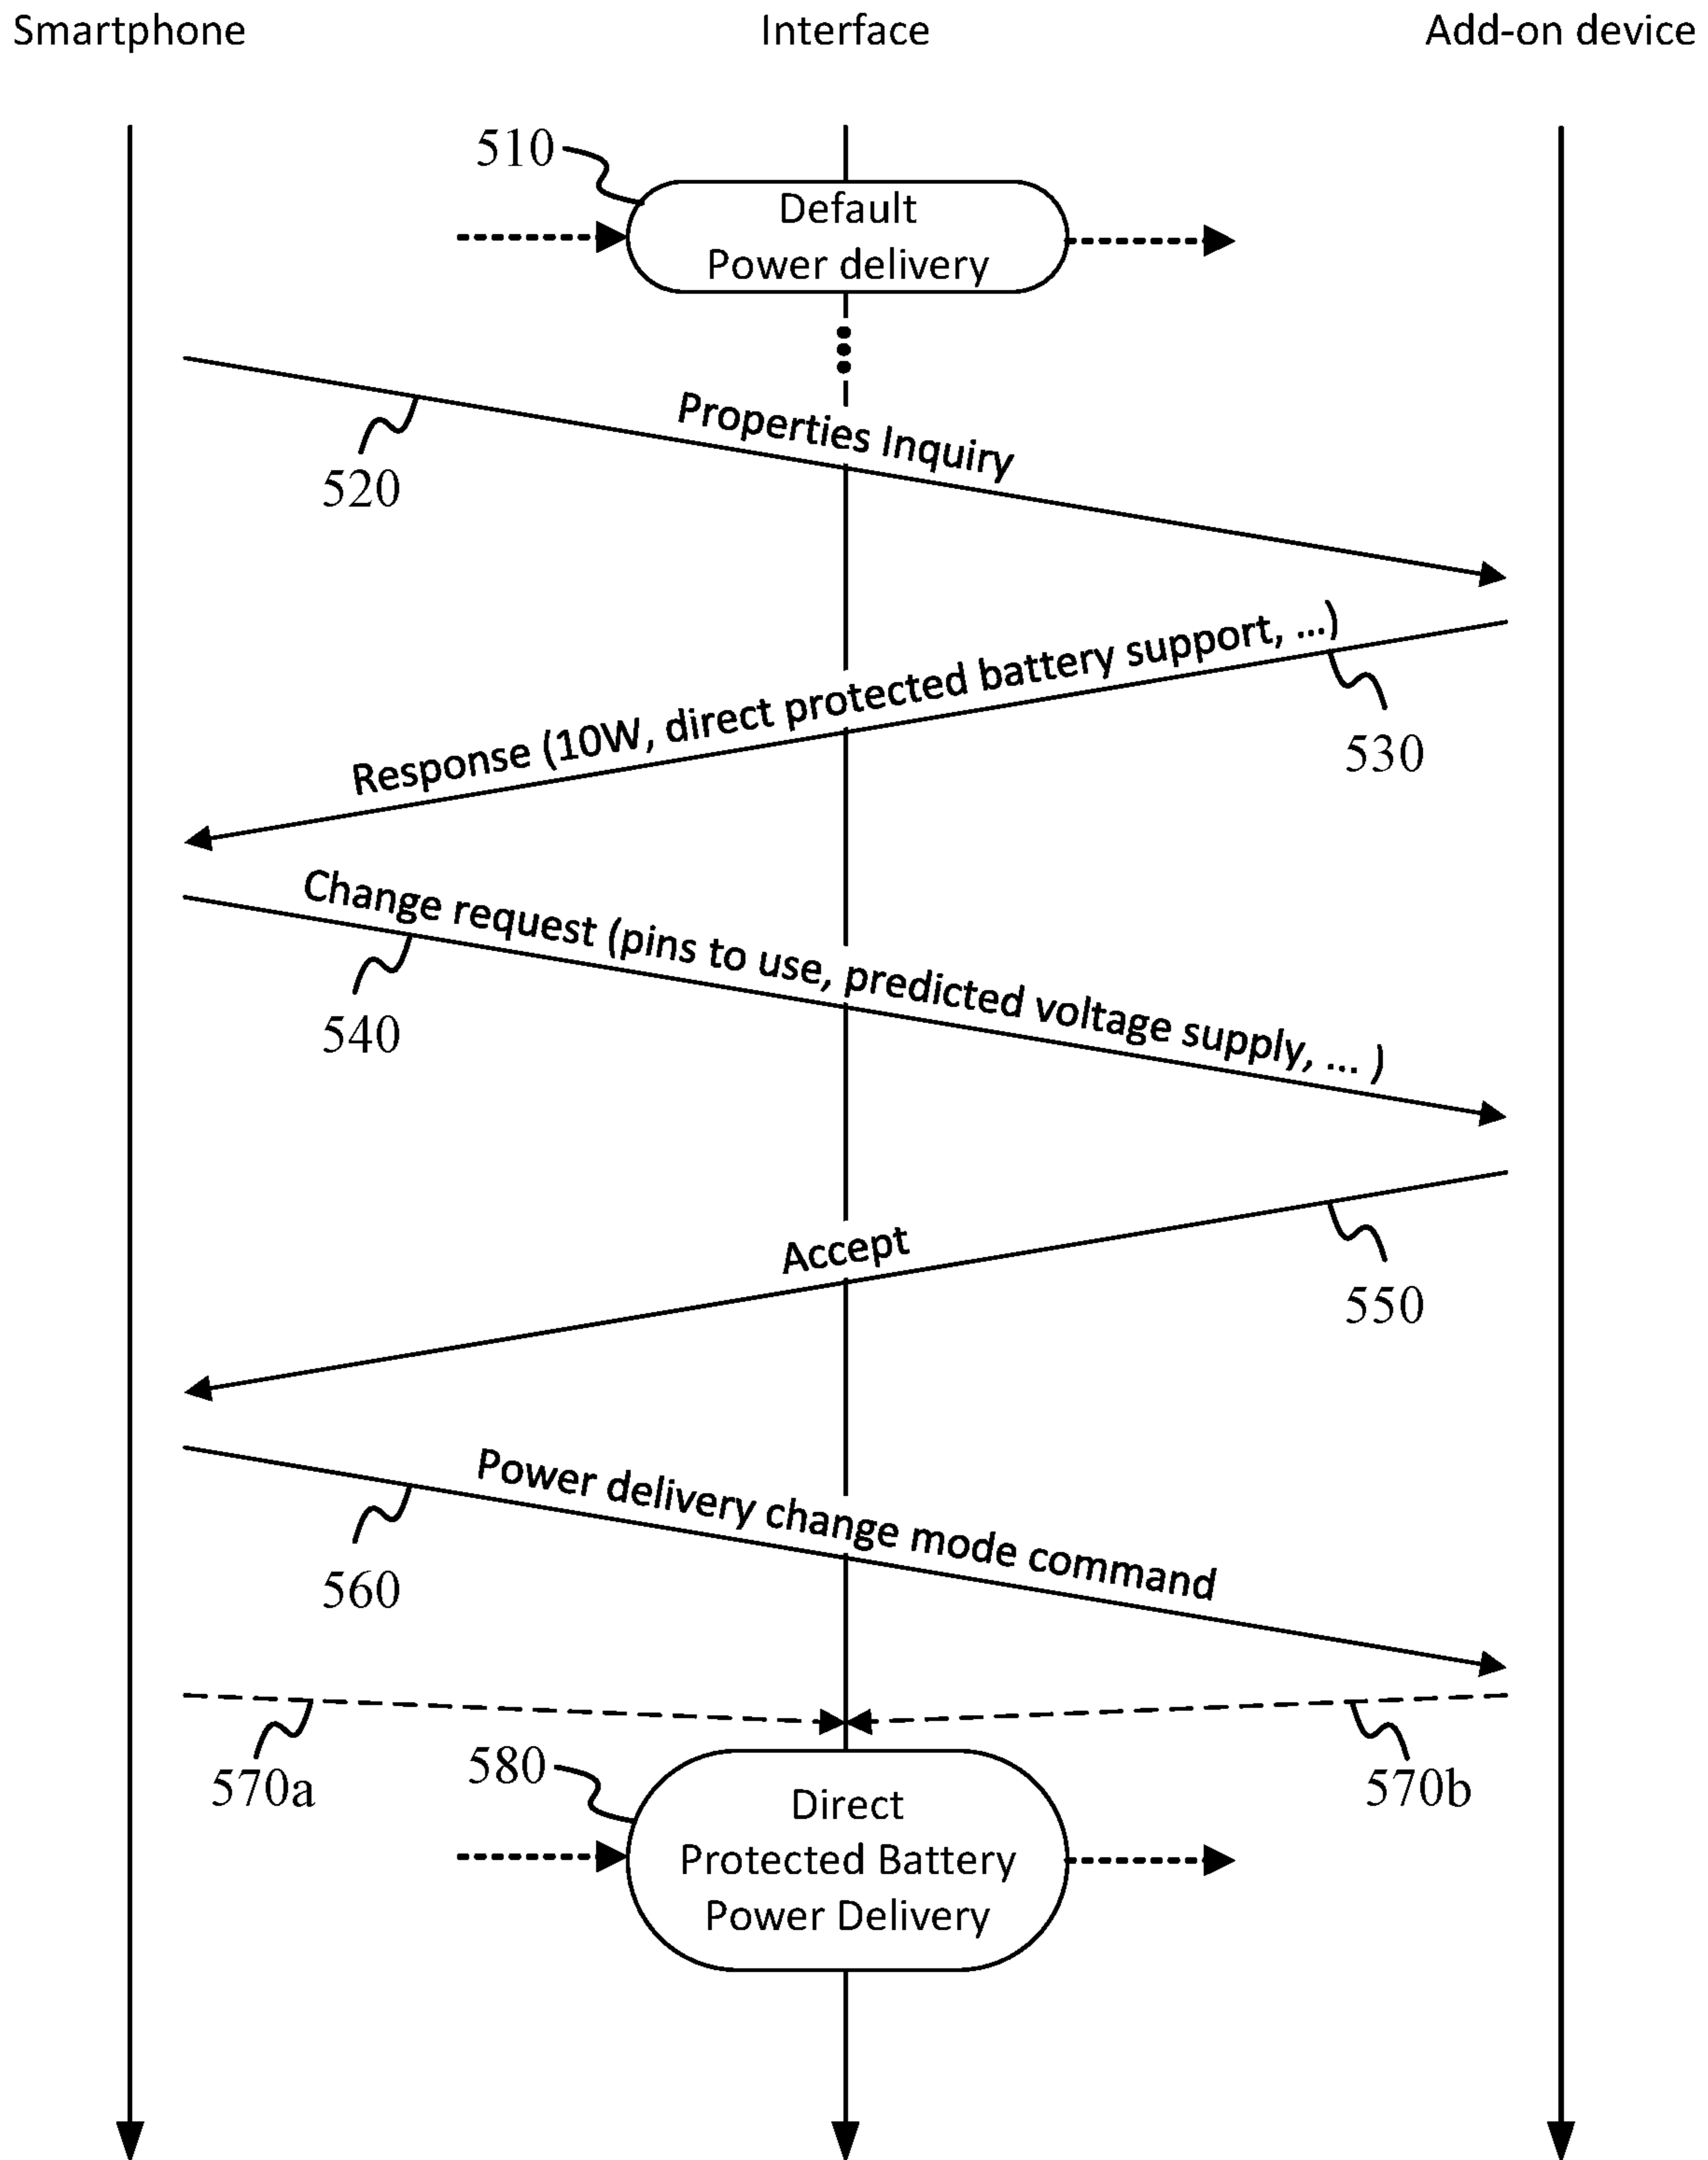 Smartphone
Interface
Add-on device
510
Default
Power delivery
Properties Inquiry
520
Response (10W, direct protected battery support, ...)
530
Change request (pins to use, predicted voltage supply, ... )
540
Accept
550
Power delivery change mode command
560
570a
570b
580
Direct
Protected Battery
Power Delivery